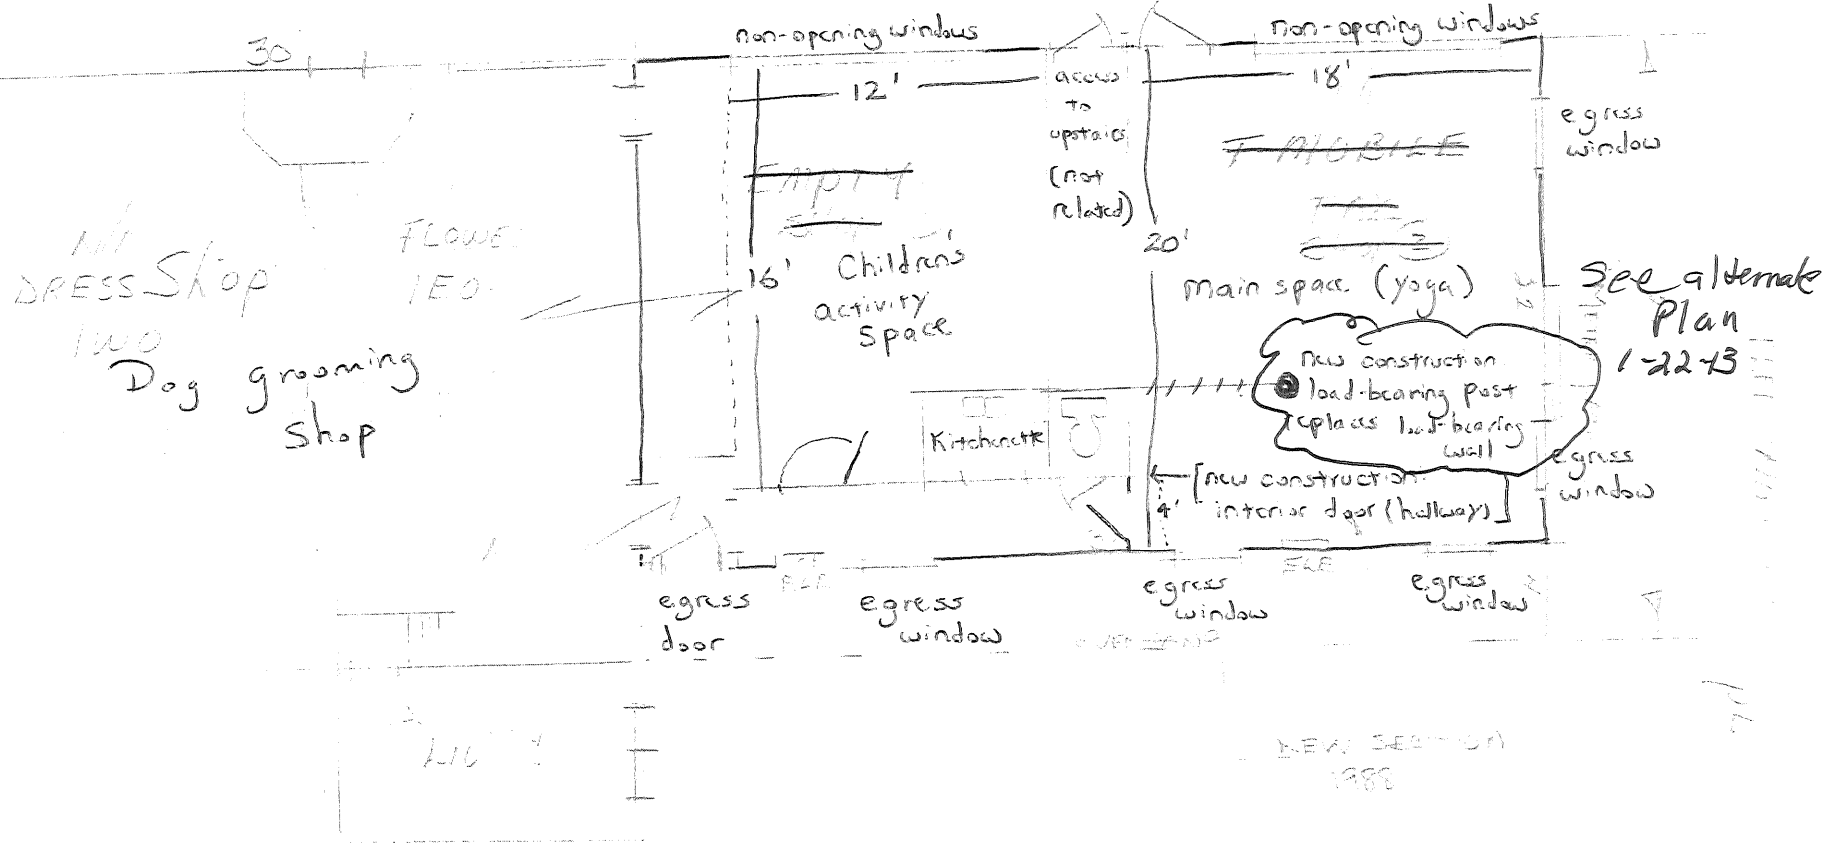 30
non-opening windows
non-opening windows
12'
18'
access
to
upstairs
(not
related)
egress
window
T-MOBILE
EMPTY
DRESS Shop
TWO
20'
16'
Children's
activity
space
main space (yoga)
See alternate
Plan
1-22-13
new construction
load-bearing post
replaces load-bearing
wall
Dog grooming
Shop
Kitchenette
egress
window
[new construction
interior door (hallway)]
4'
egress
door
egress
window
egress
window
egress
window
ELE
NEW SECTION
1988